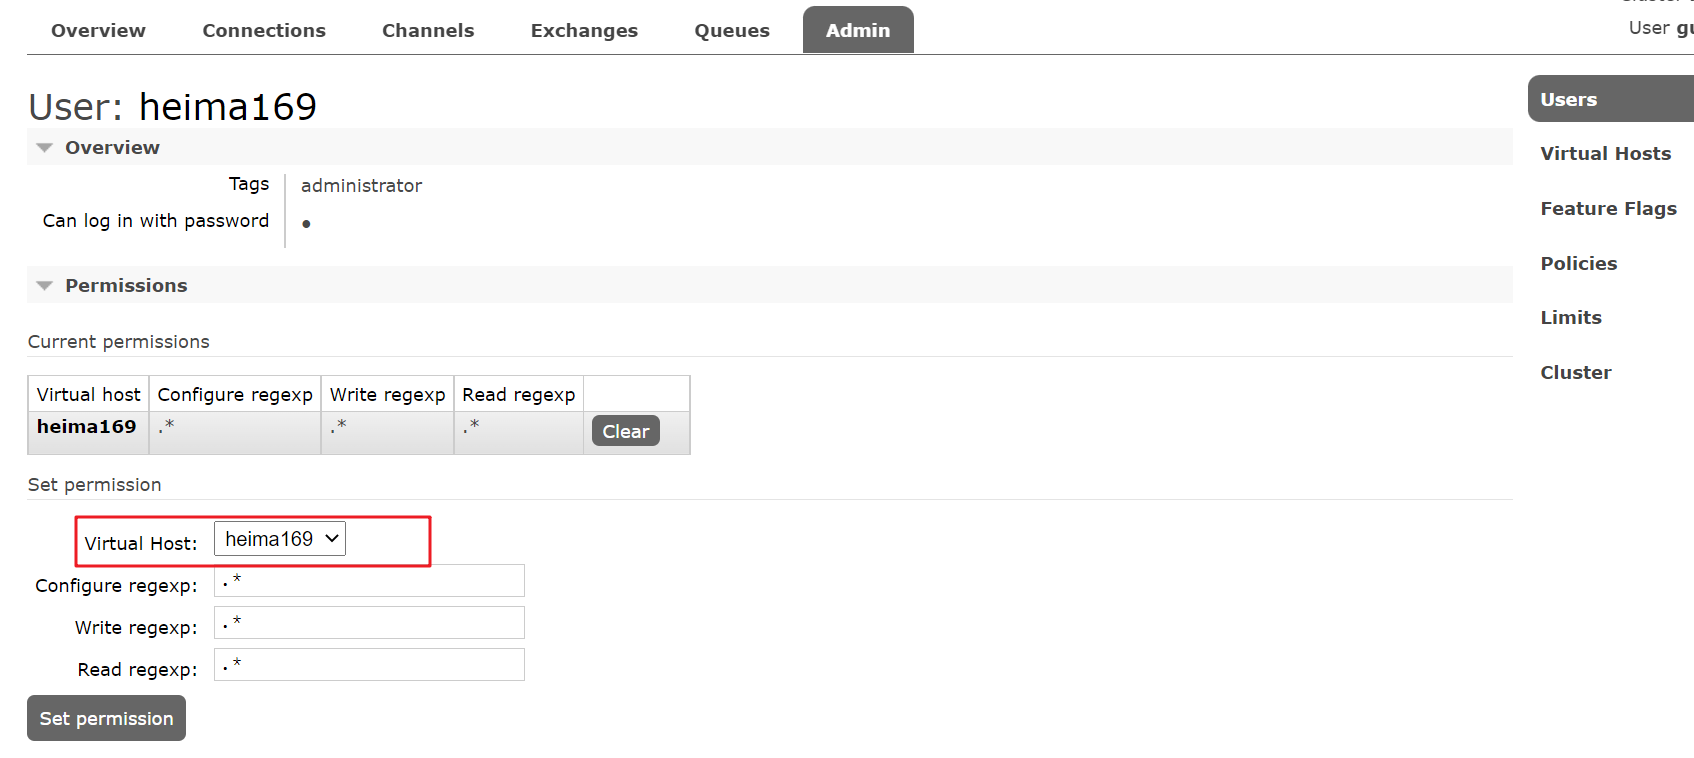 Overview Connections Channels Exchanges Queues Admin
User
User: heima169
Users
Overview
Virtual Hosts
Tags administrator
Feature Flags
Can log in with password ●
Policies
Permissions
Limits
Current permissions
Cluster
Virtual host Configure regexp Write regexp Read regexp
heima169 .* .* .* Clear
Set permission
Virtual Host: heima169
Configure regexp: .*
Write regexp: .*
Read regexp: .*
Set permission